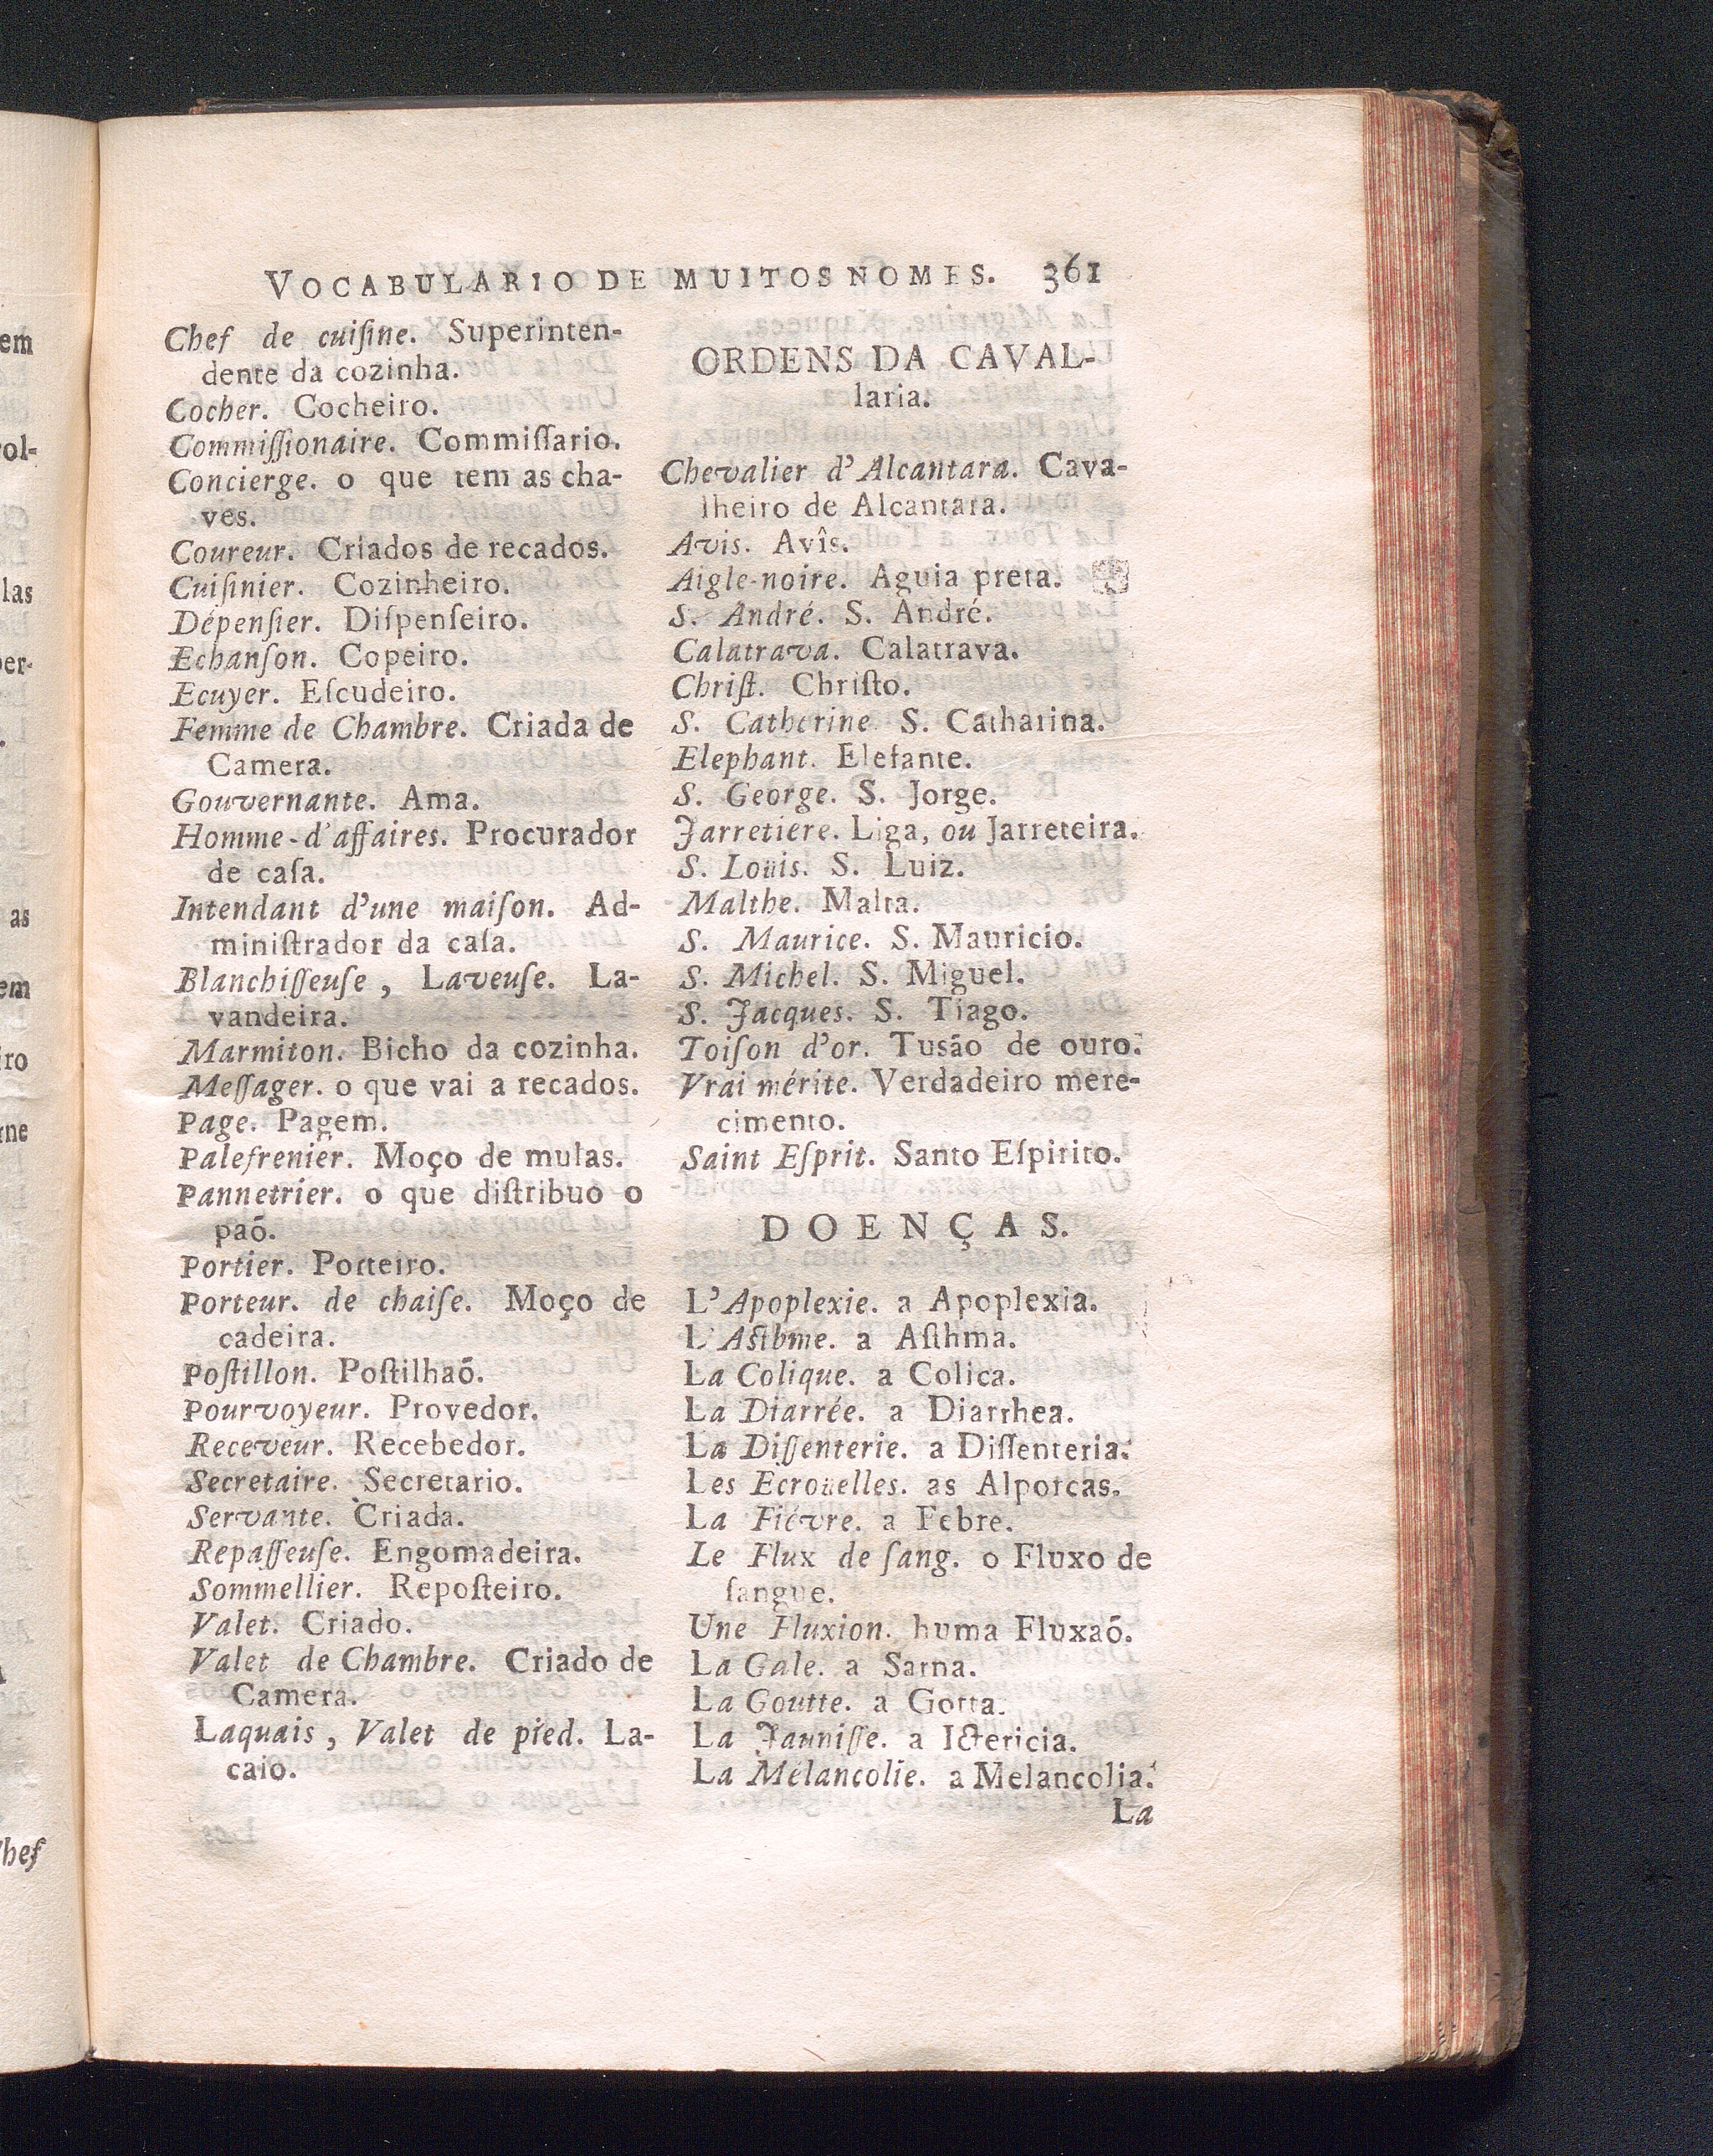 VOCABULARIO DE MUITOS NOMES. 361
Chef de cuiſine. Superinten-
dente da cozinha.
Cocher. Cocheiro.
Commiſſionaire. Commiſſario.
Concierge. o que tem as cha-
ves.
Coureur. Criados de recados.
Cuiſinier. Cozinheiro.
Dépenſier. Diſpenſeiro.
Echanſon. Copeiro.
Ecuyer. Eſcudeiro.
Femme de Chambre. Criada de
Camera.
Gouvernante. Ama.
Homme-d'affaires. Procurador
de caſa.
Intendant d'une maiſon. Ad-
miniſtrador da caſa.
Blanchiſſeuſe, Laveuſe. La-
vandeira.
Marmiton. Bicho da cozinha.
Meſſager. o que vai a recados.
Page. Pagem.
Palefrenier. Moço de mulas.
Pannetrier. o que diſtribuo o
paõ.
Portier. Porteiro.
Porteur. de chaiſe. Moço de
cadeira.
Poſtillon. Poſtilhaõ.
Pourvoyeur. Provedor.
Receveur. Recebedor.
Secretaire. Secretario.
Servante. Criada.
Repaſſeuſe. Engomadeira.
Sommellier. Repoſteiro.
Valet. Criado.
Valet de Chambre. Criado de
Camera.
Laquais, Valet de pied. La-
caio.
ORDENS DA CAVAL-
laria.
Chevalier d'Alcantara. Cava-
lheiro de Alcantara.
Avis. Avîs.
Aigle-noire. Aguia preta.
S. André. S. André.
Calatrava. Calatrava.
Chriſt. Chriſto.
S. Catherine S. Catharina.
Elephant. Elefante.
S. George. S. Jorge.
Jarretiere. Liga, ou Jarreteira.
S. Loüis. S. Luiz.
Malthe. Malta.
S. Maurice. S. Mauricio.
S. Michel. S. Miguel.
S. Jacques. S. Tiago.
Toiſon d'or. Tusão de ouro.
Vrai mérite. Verdadeiro mere-
cimento.
Saint Eſprit. Santo Eſpirito.
DOENÇAS.
L'Apoplexie. a Apoplexia.
L'Aſthme. a Aſthma.
La Colique. a Colica.
La Diarrée. a Diarrhea.
La Diſſenterie. a Diſſenteria.
Les Ecroüelles. as Alporcas.
La Fiévre. a Febre.
Le Flux de ſang. o Fluxo de
ſangue.
Une Fluxion. huma Fluxaõ.
La Gale. a Sarna.
La Goutte. a Gotta.
La Jauniſſe. a Ictericia.
La Mélancolie. a Melancolia.
La